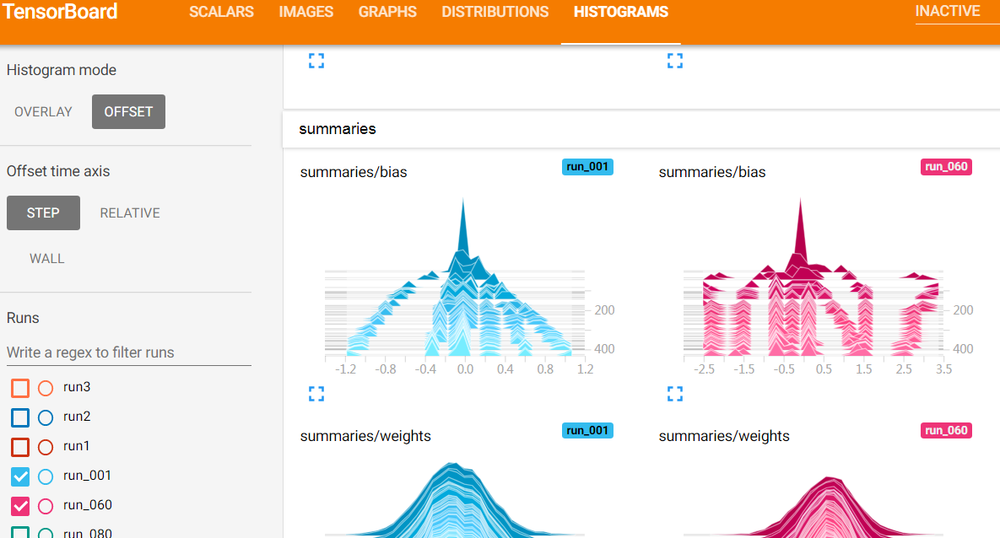 TensorBoard SCALARS IMAGES GRAPHS DISTRIBUTIONS HISTOGRAMS INACTIVE
Histogram mode
OVERLAY OFFSET
Offset time axis
STEP RELATIVE
WALL
Runs
Write a regex to filter runs
run3
run2
run1
run_001
run_060
run_080
summaries
summaries/bias run_001
200
400
-1.2 -0.8 -0.4 0.0 0.4 0.8 1.2
summaries/bias run_060
200
400
-2.5 -1.5 -0.5 0.5 1.5 2.5 3.5
summaries/weights run_001
summaries/weights run_060